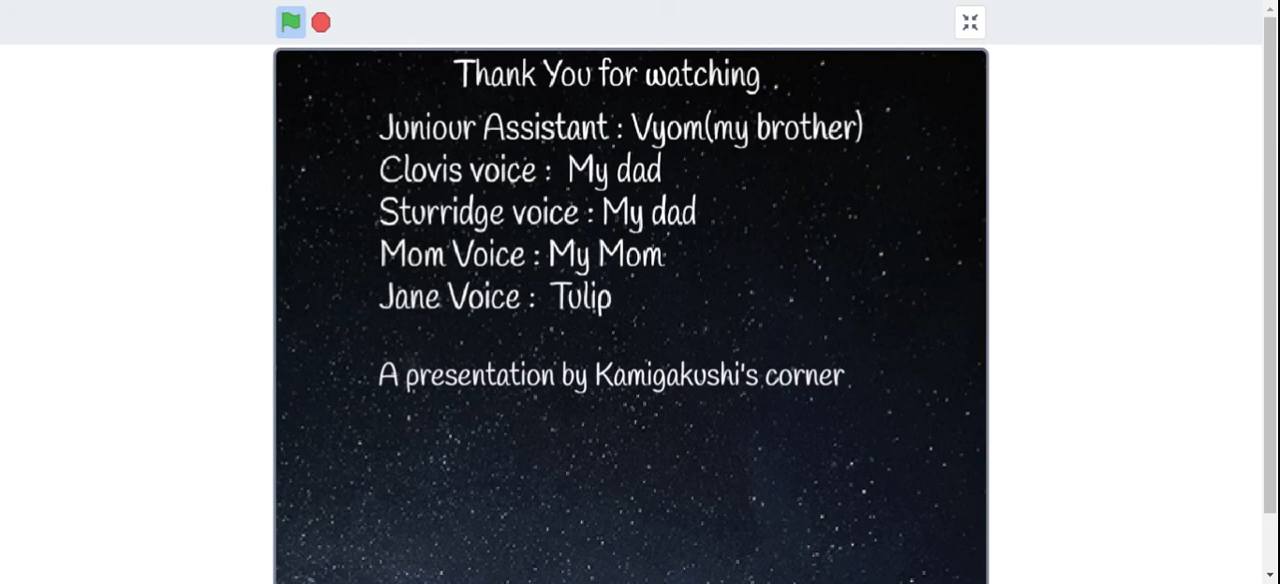 Thank You for watching
Juniour Assistant : Vyom(my brother)
Clovis voice :  My dad
Sturridge voice : My dad
Mom Voice : My Mom
Jane Voice :  Tulip
A presentation by Kamigakushi's corner